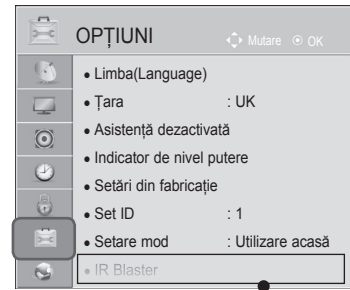 OPȚIUNI
Mutare OK
• Limba(Language)
• Țara : UK
• Asistență dezactivată
• Indicator de nivel putere
• Setări din fabricație
• Set ID : 1
• Setare mod : Utilizare acasă
• IR Blaster